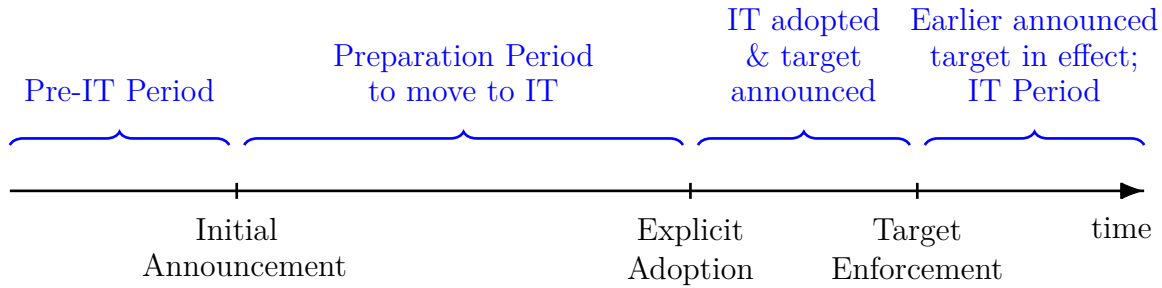 Pre-IT Period
Preparation Period
to move to IT
IT adopted
& target
announced
Earlier announced
target in effect;
IT Period
Initial
Announcement
Explicit
Adoption
Target
Enforcement
time